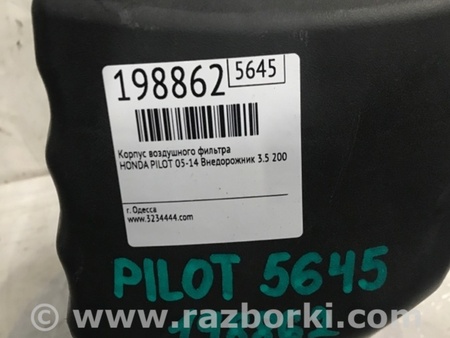 198862 5645
Корпус воздушного фильтра
HONDA PILOT 05-14 Внедорожник 3.5 200
г. Одесса
www.3234444.com
PILOT 5645
198862
www.razborki.com